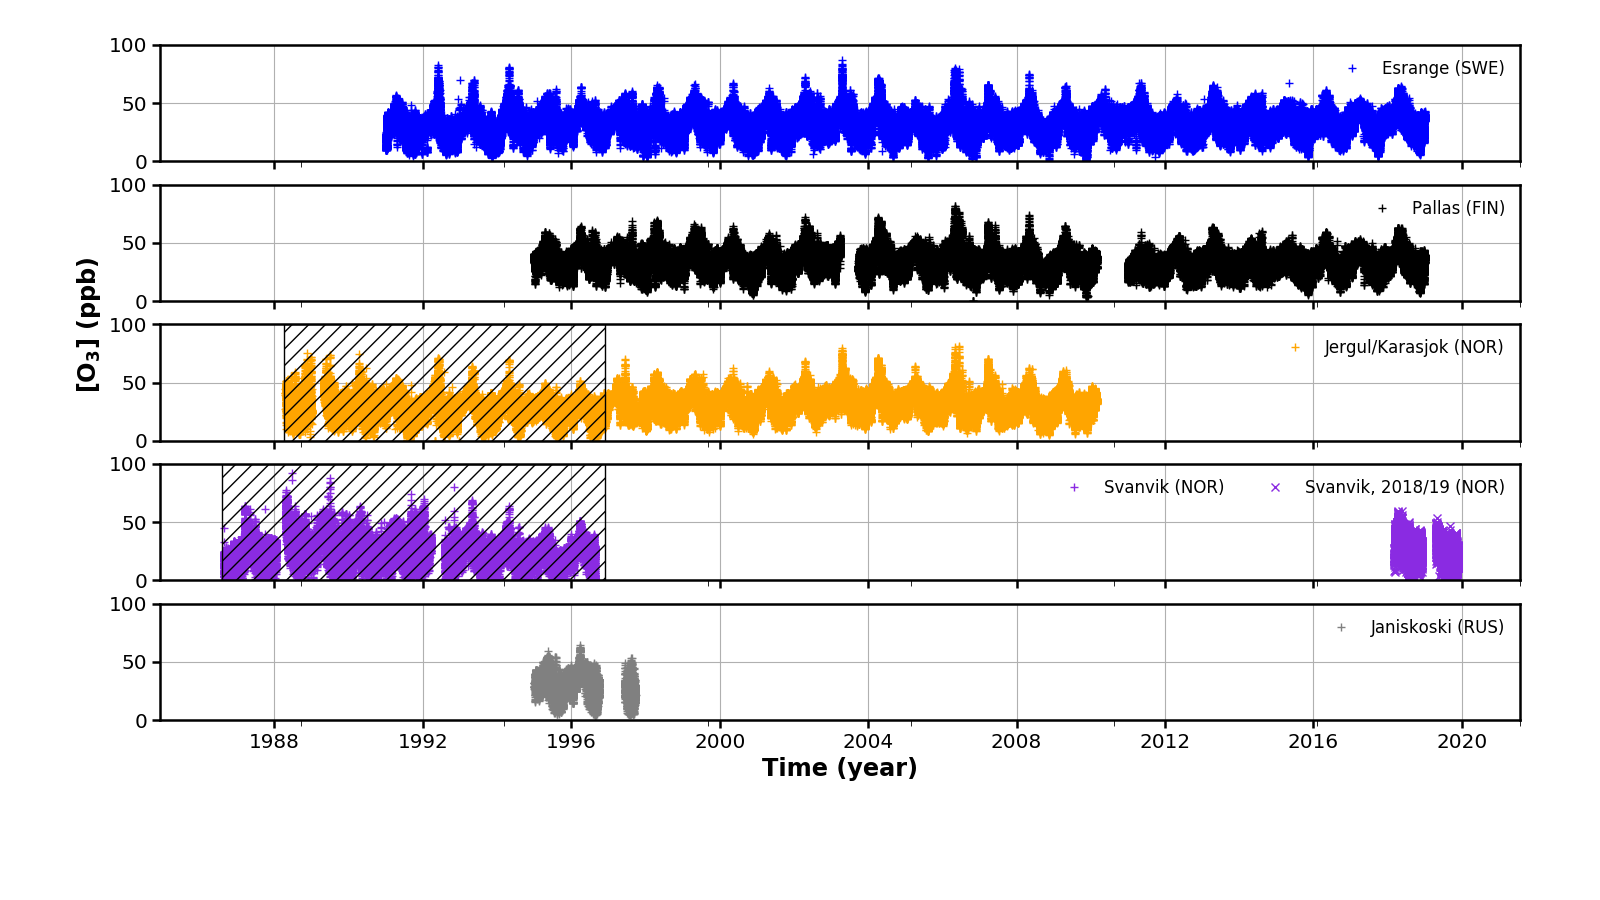 100
50
0
Esrange (SWE)
100
50
0
Pallas (FIN)
100
50
0
Jergul/Karasjok (NOR)
100
50
0
Svanvik (NOR)
Svanvik, 2018/19 (NOR)
100
50
0
Janiskoski (RUS)
[O₃] (ppb)
1988 1992 1996 2000 2004 2008 2012 2016 2020
Time (year)